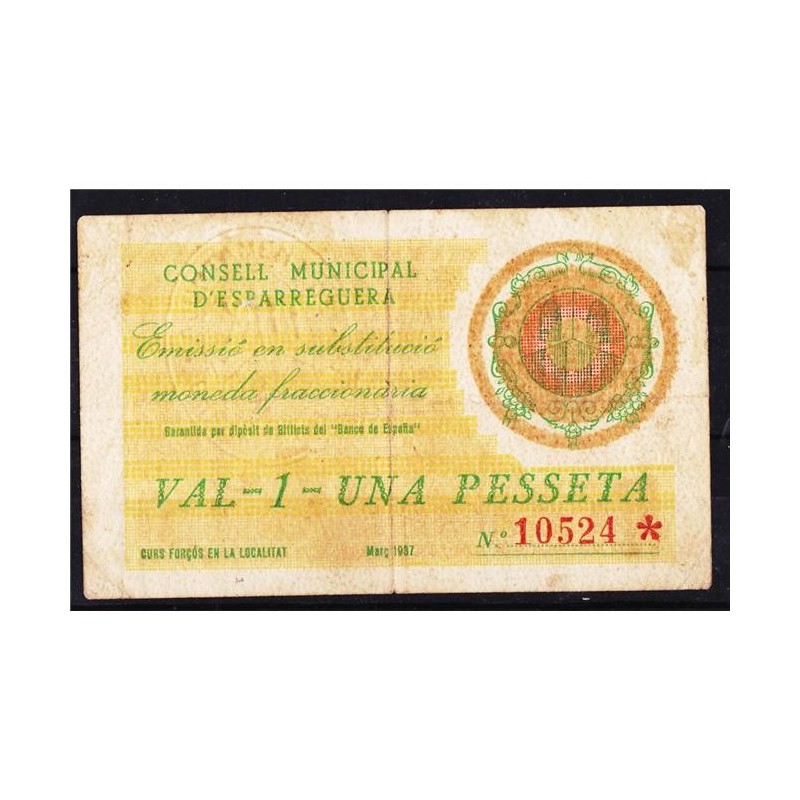 CONSELL MUNICIPAL
D'ESPARREGUERA
Emissió en substitució
moneda fraccionària
Garantida per dipòsit de Bitllets del "Banco de España"
VAL-1-UNA PESSETA
N.º 10524 *
CURS FORÇÓS EN LA LOCALITAT Març 1937